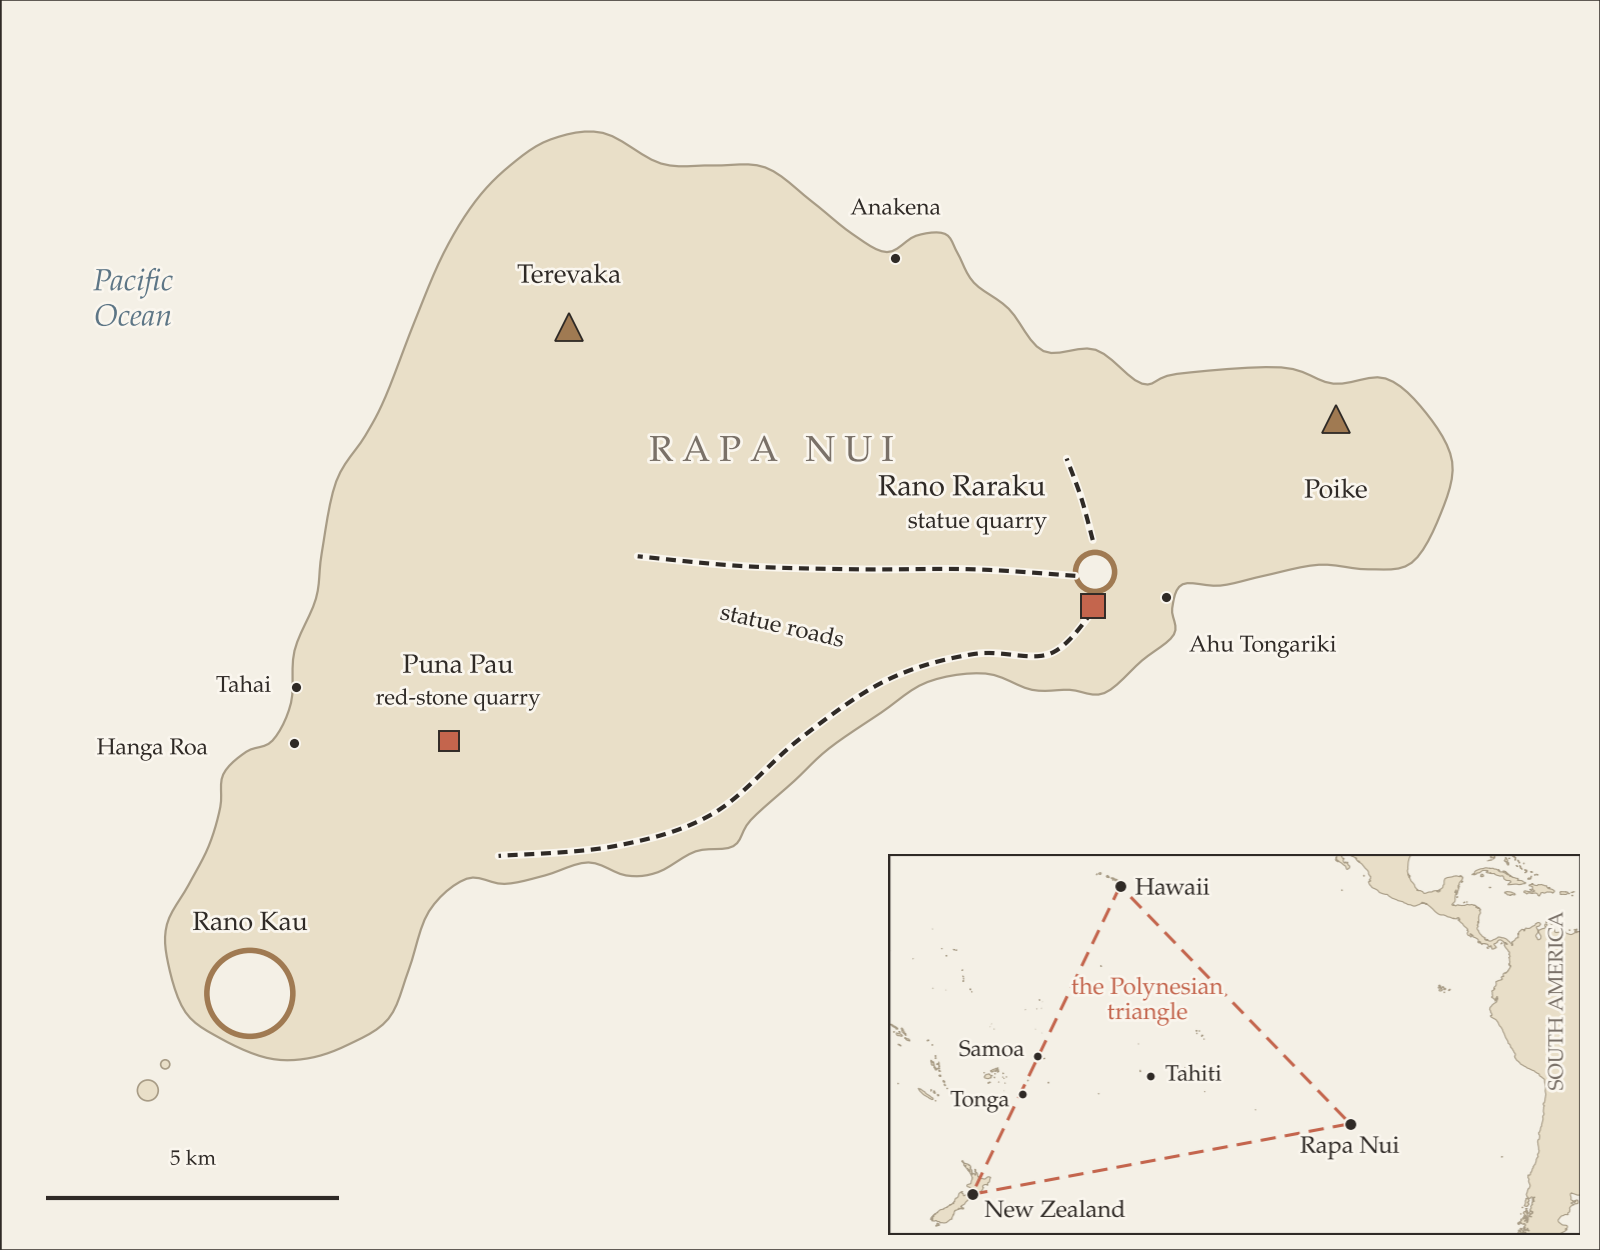 Anakena
Pacific
Ocean
Terevaka
RAPA NUI
Rano Raraku
statue quarry
Poike
statue roads
Ahu Tongariki
Puna Pau
red-stone quarry
Tahai
Hanga Roa
Rano Kau
5 km
Hawaii
the Polynesian
triangle
SOUTH AMERICA
Samoa
Tahiti
Tonga
Rapa Nui
New Zealand